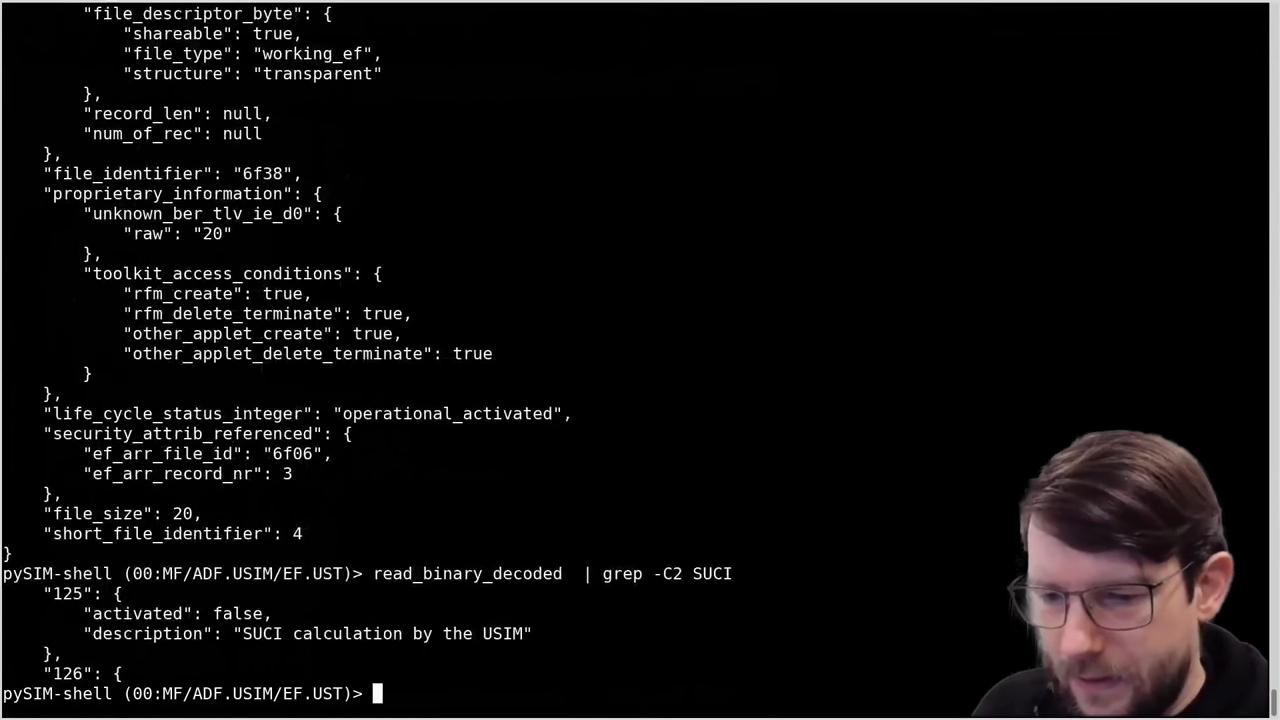 "file_descriptor_byte": {
"shareable": true,
"file_type": "working_ef",
"structure": "transparent"
},
"record_len": null,
"num_of_rec": null
},
"file_identifier": "6f38",
"proprietary_information": {
"unknown_ber_tlv_ie_d0": {
"raw": "20"
},
"toolkit_access_conditions": {
"rfm_create": true,
"rfm_delete_terminate": true,
"other_applet_create": true,
"other_applet_delete_terminate": true
}
},
"life_cycle_status_integer": "operational_activated",
"security_attrib_referenced": {
"ef_arr_file_id": "6f06",
"ef_arr_record_nr": 3
},
"file_size": 20,
"short_file_identifier": 4
}
pySIM-shell (00:MF/ADF.USIM/EF.UST)> read_binary_decoded  | grep -C2 SUCI
"125": {
"activated": false,
"description": "SUCI calculation by the USIM"
},
"126": {
pySIM-shell (00:MF/ADF.USIM/EF.UST)>